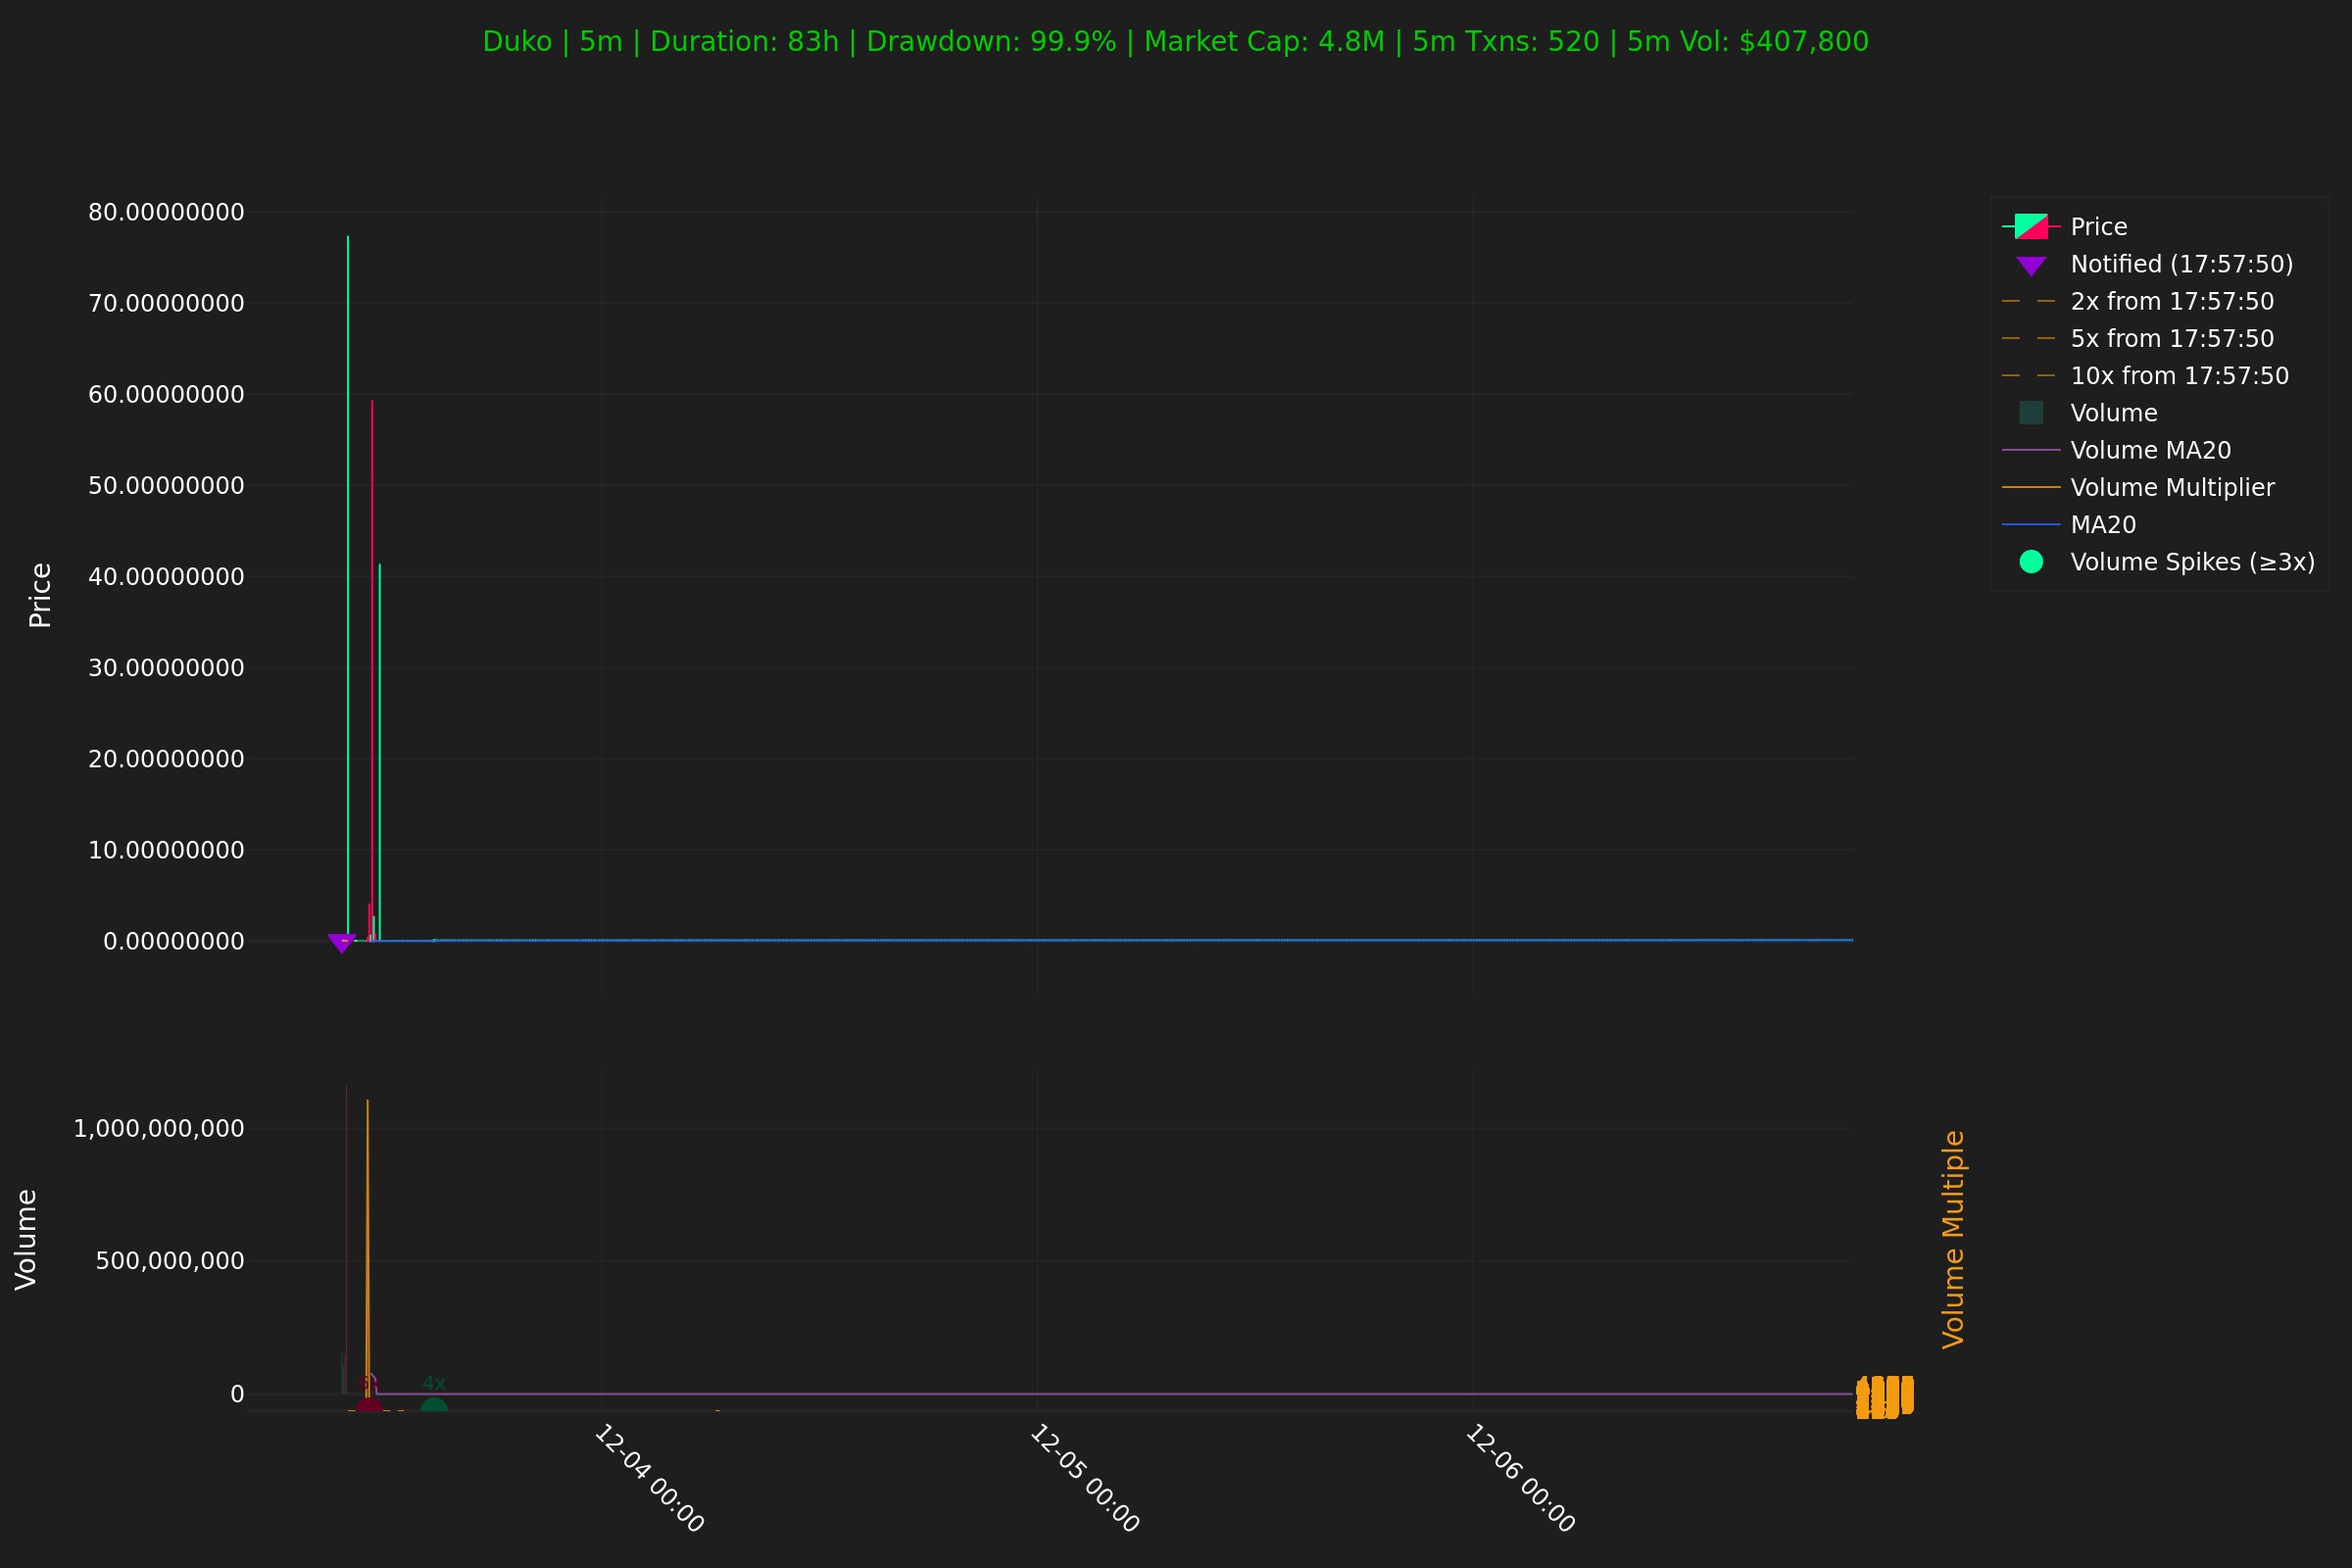 Duko | 5m | Duration: 83h | Drawdown: 99.9% | Market Cap: 4.8M | 5m Txns: 520 | 5m Vol: $407,800
80.00000000
70.00000000
60.00000000
50.00000000
40.00000000
30.00000000
20.00000000
10.00000000
0.00000000
Price
Price
Notified (17:57:50)
2x from 17:57:50
5x from 17:57:50
10x from 17:57:50
Volume
Volume MA20
Volume Multiplier
MA20
Volume Spikes (≥3x)
1,000,000,000
500,000,000
0
Volume
4x
Volume Multiple
12-04 00:00
12-05 00:00
12-06 00:00